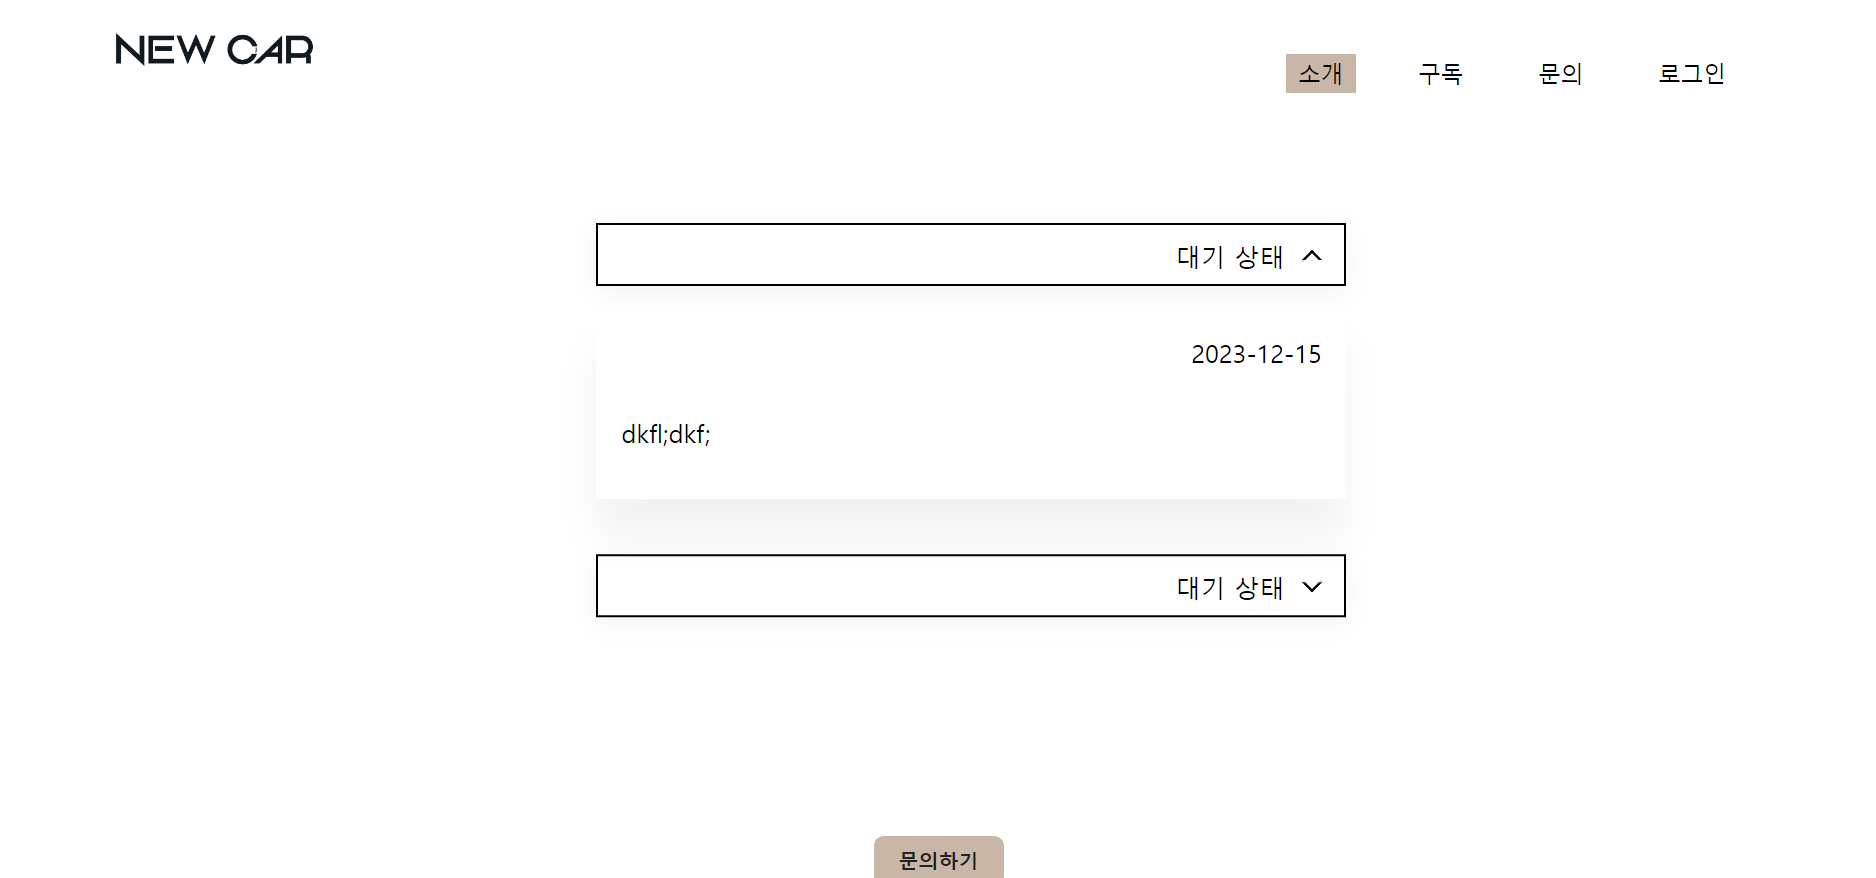 NEW CAR
소개 구독 문의 로그인
대기 상태
2023-12-15
dkfl;dkf;
대기 상태
문의하기